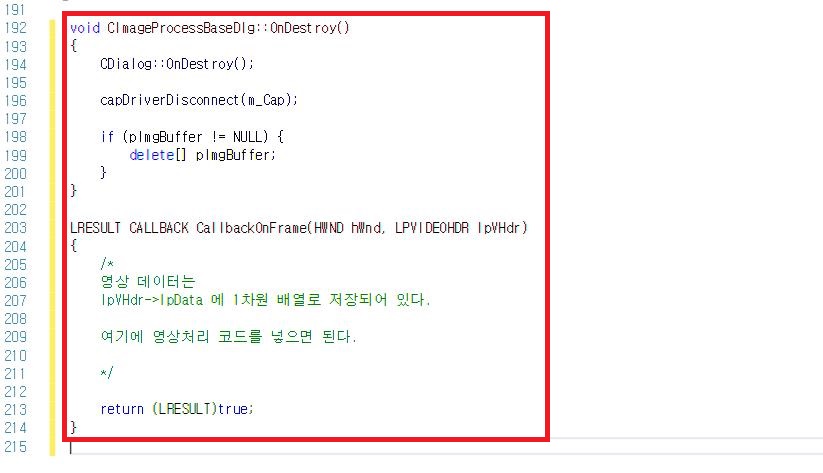 191
192 void CImageProcessBaseDlg::OnDestroy()
193 {
194 CDialog::OnDestroy();
195
196 capDriverDisconnect(m_Cap);
197
198 if (pImgBuffer != NULL) {
199 delete[] pImgBuffer;
200 }
201 }
202
203 LRESULT CALLBACK CallbackOnFrame(HWND hWnd, LPVIDEOHDR lpVHdr)
204 {
205 /*
206 영상 데이터는
207 lpVHdr->lpData 에 1차원 배열로 저장되어 있다.
208
209 여기에 영상처리 코드를 넣으면 된다.
210
211 */
212
213 return (LRESULT)true;
214 }
215